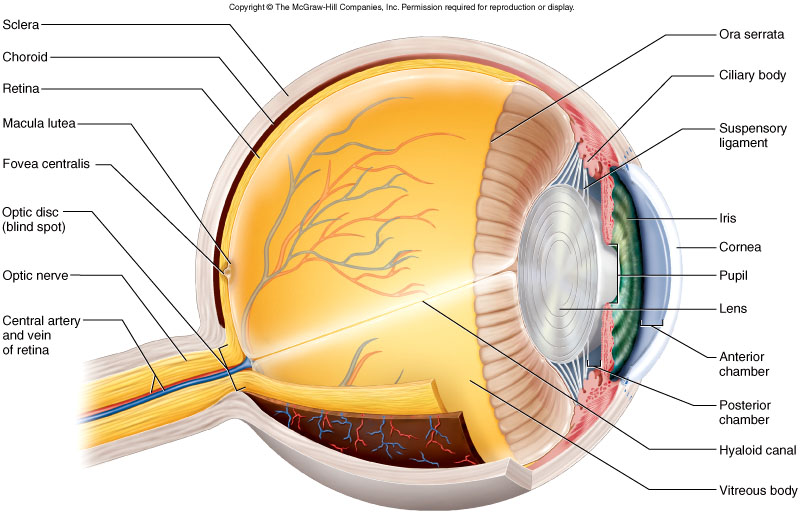 Copyright © The McGraw-Hill Companies, Inc. Permission required for reproduction or display.
Sclera
Choroid
Retina
Macula lutea
Fovea centralis
Optic disc
(blind spot)
Optic nerve
Central artery
and vein
of retina
Ora serrata
Ciliary body
Suspensory
ligament
Iris
Cornea
Pupil
Lens
Anterior
chamber
Posterior
chamber
Hyaloid canal
Vitreous body